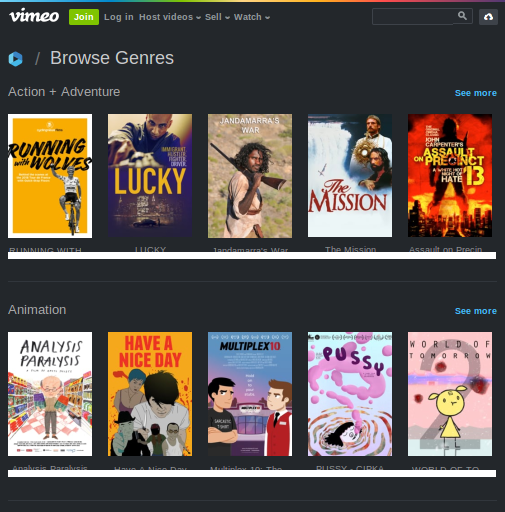 vimeo Join Log in Host videos Sell Watch
/ Browse Genres
Action + Adventure See more
RUNNING with WOLVES
IMMIGRANT
HUSTLER
FIGHTER
DRIVER
LUCKY
JANDAMARRA'S
WAR
The
MISSION
JOHN
CARPENTER'S
ASSAULT
ON PRECINCT
13
A WHITE-HOT
NIGHT OF
HATE
RUNNING WITH
LUCKY
Jandamarra's War
The Mission
Assault on Precin
Animation See more
ANALYSIS
PARALYSIS
HAVE A
NICE DAY
MULTIPLEX 10
SARCASTIC
T-SHIRT
PUSSY
WORLD OF
TOMORROW
2
Analysis Paralysis
Have A Nice Day
Multiplex 10: The
PUSSY - CIPKA
WORLD OF TO